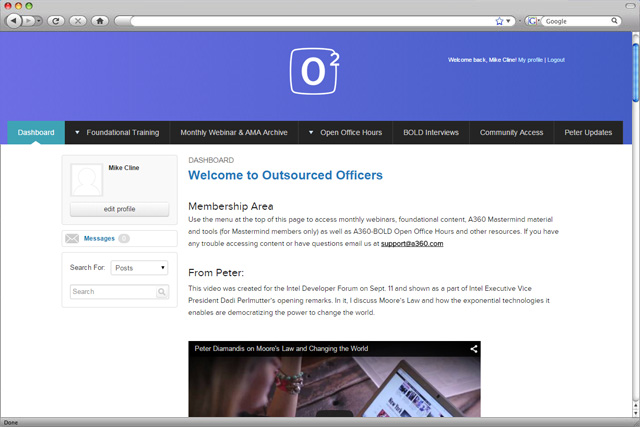 Google
O2
Welcome back, Mike Cline! My profile | Logout
Dashboard
Foundational Training
Monthly Webinar & AMA Archive
Open Office Hours
BOLD Interviews
Community Access
Peter Updates
Mike Cline
edit profile
Messages 0
Search For: Posts
Search
DASHBOARD
Welcome to Outsourced Officers
Membership Area
Use the menu at the top of this page to access monthly webinars, foundational content, A360 Mastermind material
and tools (for Mastermind members only) as well as A360-BOLD Open Office Hours and other resources. If you have
any trouble accessing content or have questions email us at support@a360.com
From Peter:
This video was created for the Intel Developer Forum on Sept. 11 and shown as a part of Intel Executive Vice
President Dadi Perlmutter's opening remarks. In it, I discuss Moore's Law and how the exponential technologies it
enables are democratizing the power to change the world.
Peter Diamandis on Moore's Law and Changing the World
New York
Done